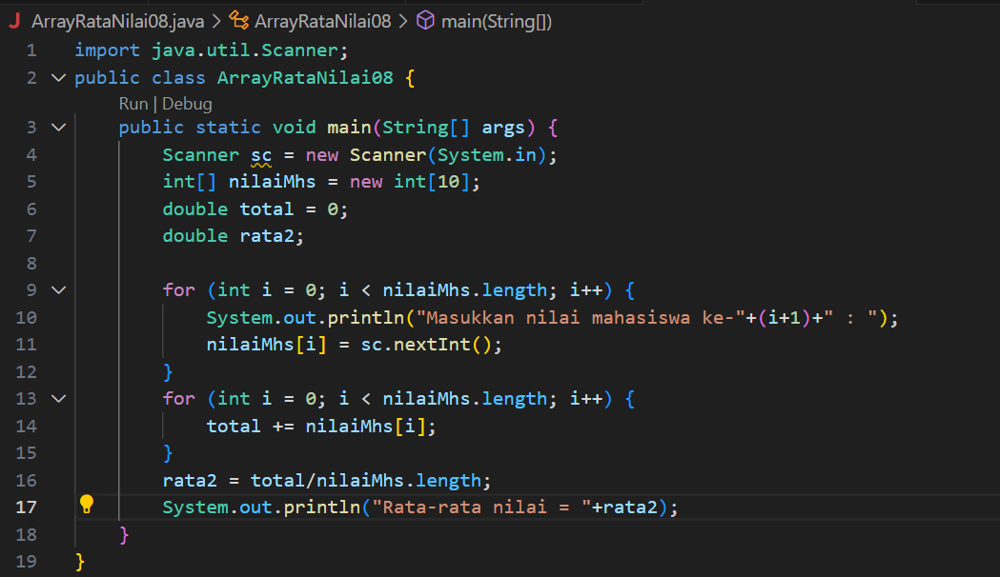 ArrayRataNilai08.java > ArrayRataNilai08 > main(String[])
1 import java.util.Scanner;
2 public class ArrayRataNilai08 {
Run | Debug
3 public static void main(String[] args) {
4 Scanner sc = new Scanner(System.in);
5 int[] nilaiMhs = new int[10];
6 double total = 0;
7 double rata2;
8
9 for (int i = 0; i < nilaiMhs.length; i++) {
10 System.out.println("Masukkan nilai mahasiswa ke-"+(i+1)+" : ");
11 nilaiMhs[i] = sc.nextInt();
12 }
13 for (int i = 0; i < nilaiMhs.length; i++) {
14 total += nilaiMhs[i];
15 }
16 rata2 = total/nilaiMhs.length;
17 System.out.println("Rata-rata nilai = "+rata2);
18 }
19 }